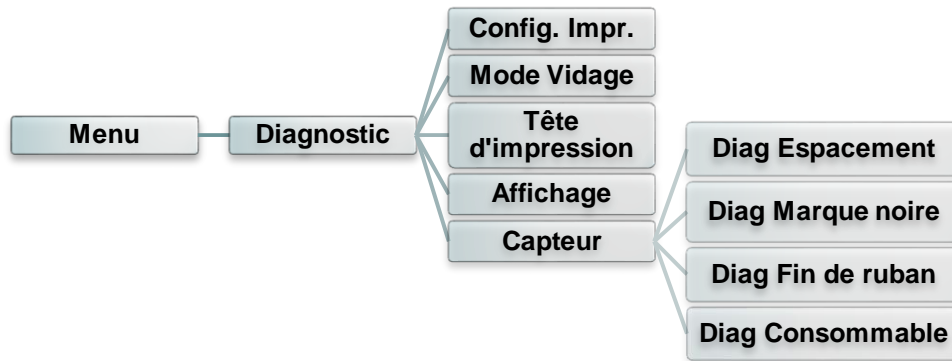 Menu
Diagnostic
Config. Impr.
Mode Vidage
Tête
d'impression
Affichage
Capteur
Diag Espacement
Diag Marque noire
Diag Fin de ruban
Diag Consommable